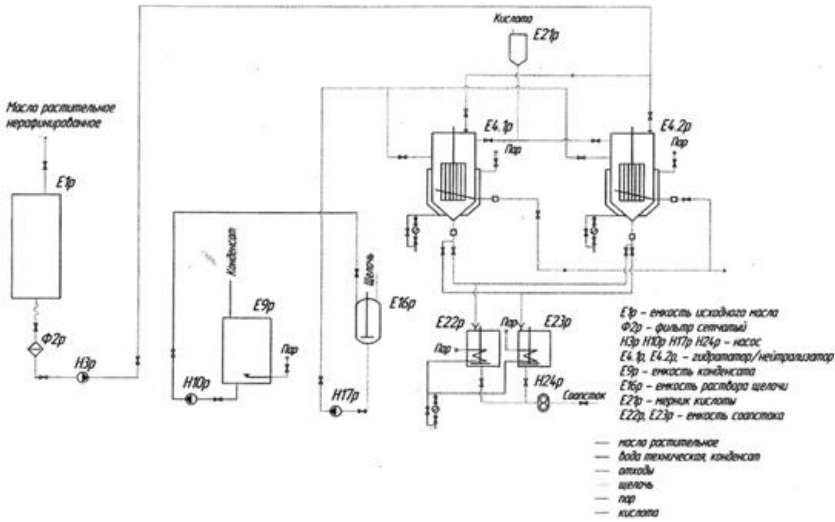 Кислота
Е21р
Масло растительное
нерафинированное
Е4.1р
Е4.2р
Пар
Пар
Е1р
Конденсат
Щелочь
Е9р
Е16р
Пар
Ф2р
Н3р
Н10р
Н17р
Е22р
Пар
Е23р
Пар
Н24р
Соапсток
Е1р – емкость исходного масла
Ф2р – фильтр сетчатый
Н3р Н10р Н17р Н24р – насос
Е4.1р, Е4.2р, – гидрататор/нейтрализатор
Е9р – емкость конденсата
Е16р – емкость раствора щелочи
Е21р – мерник кислоты
Е22р, Е23р – емкость соапстока
масло растительное
вода техническая, конденсат
отходы
щелочь
пар
кислота